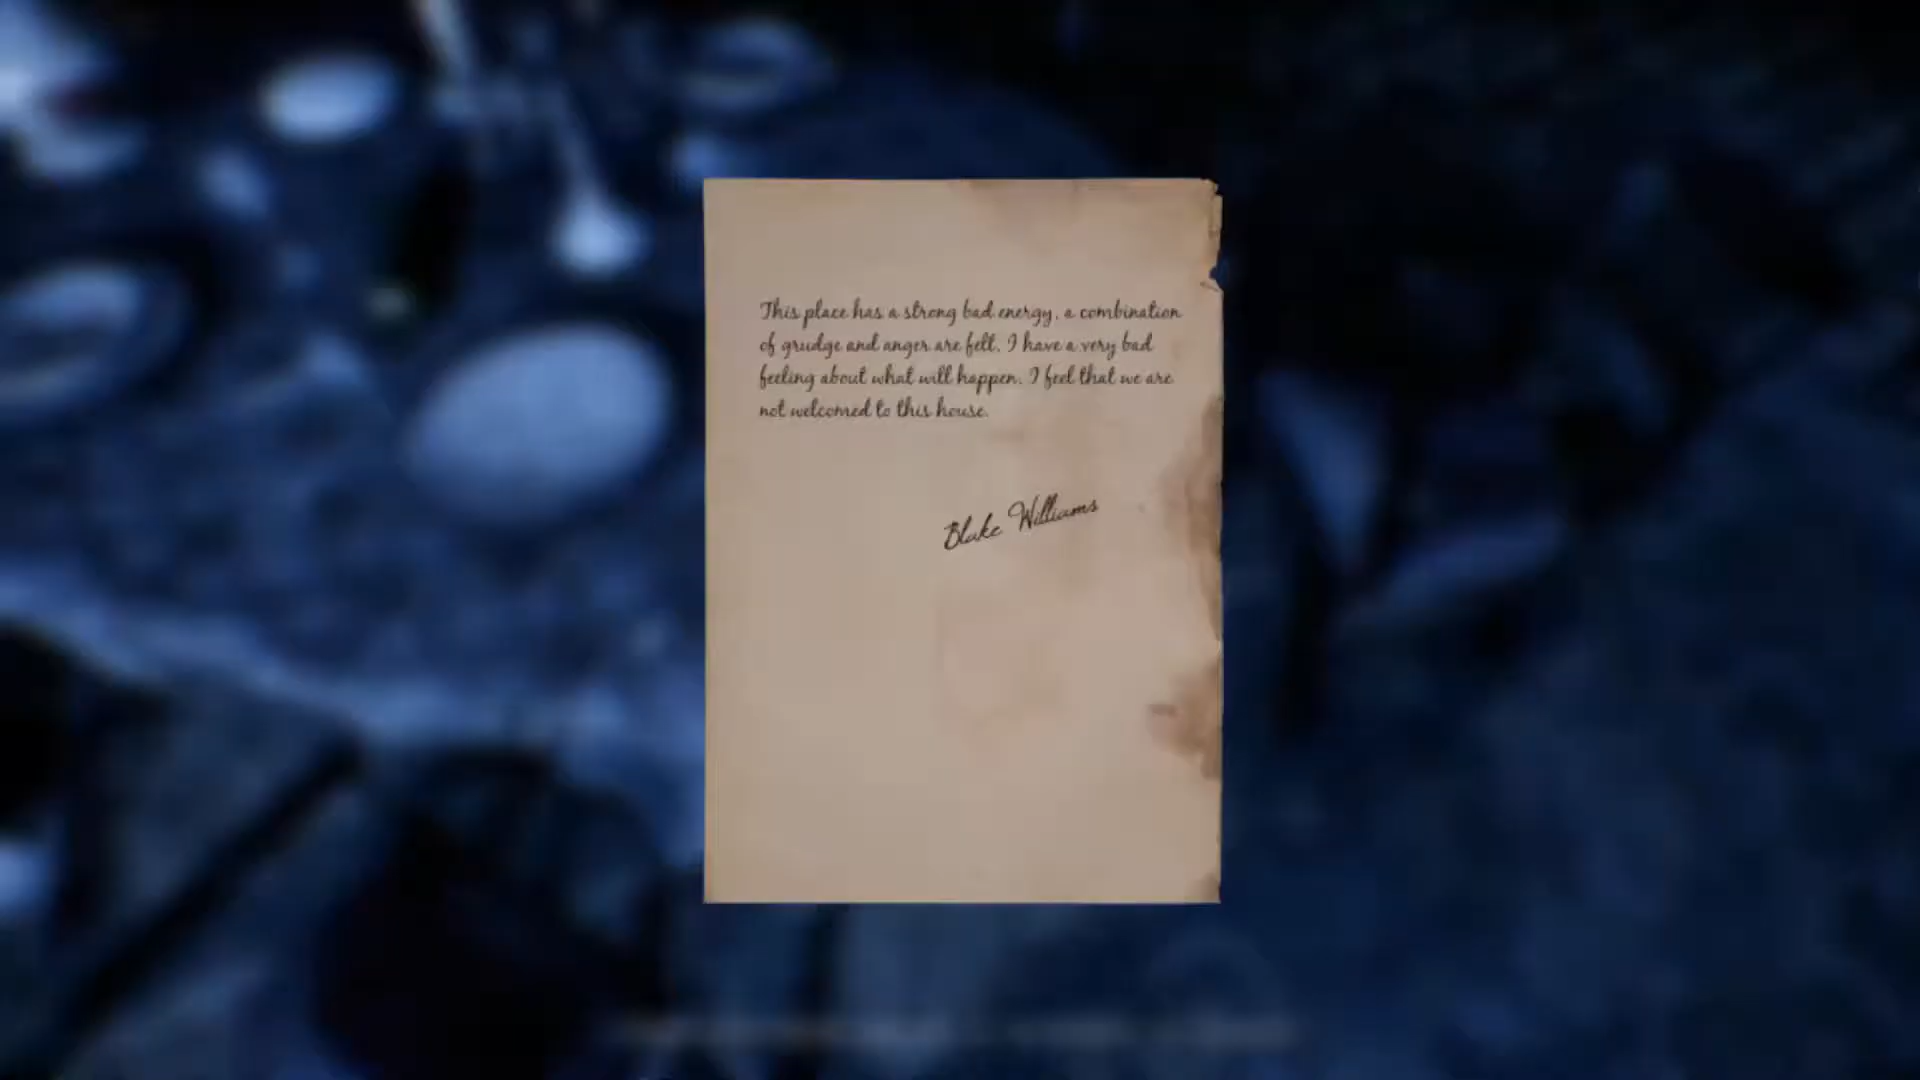 This place has a strong bad energy, a combination
of grudge and anger are felt. I have a very bad
feeling about what will happen. I feel that we are
not welcomed to this house.
Blake Williams